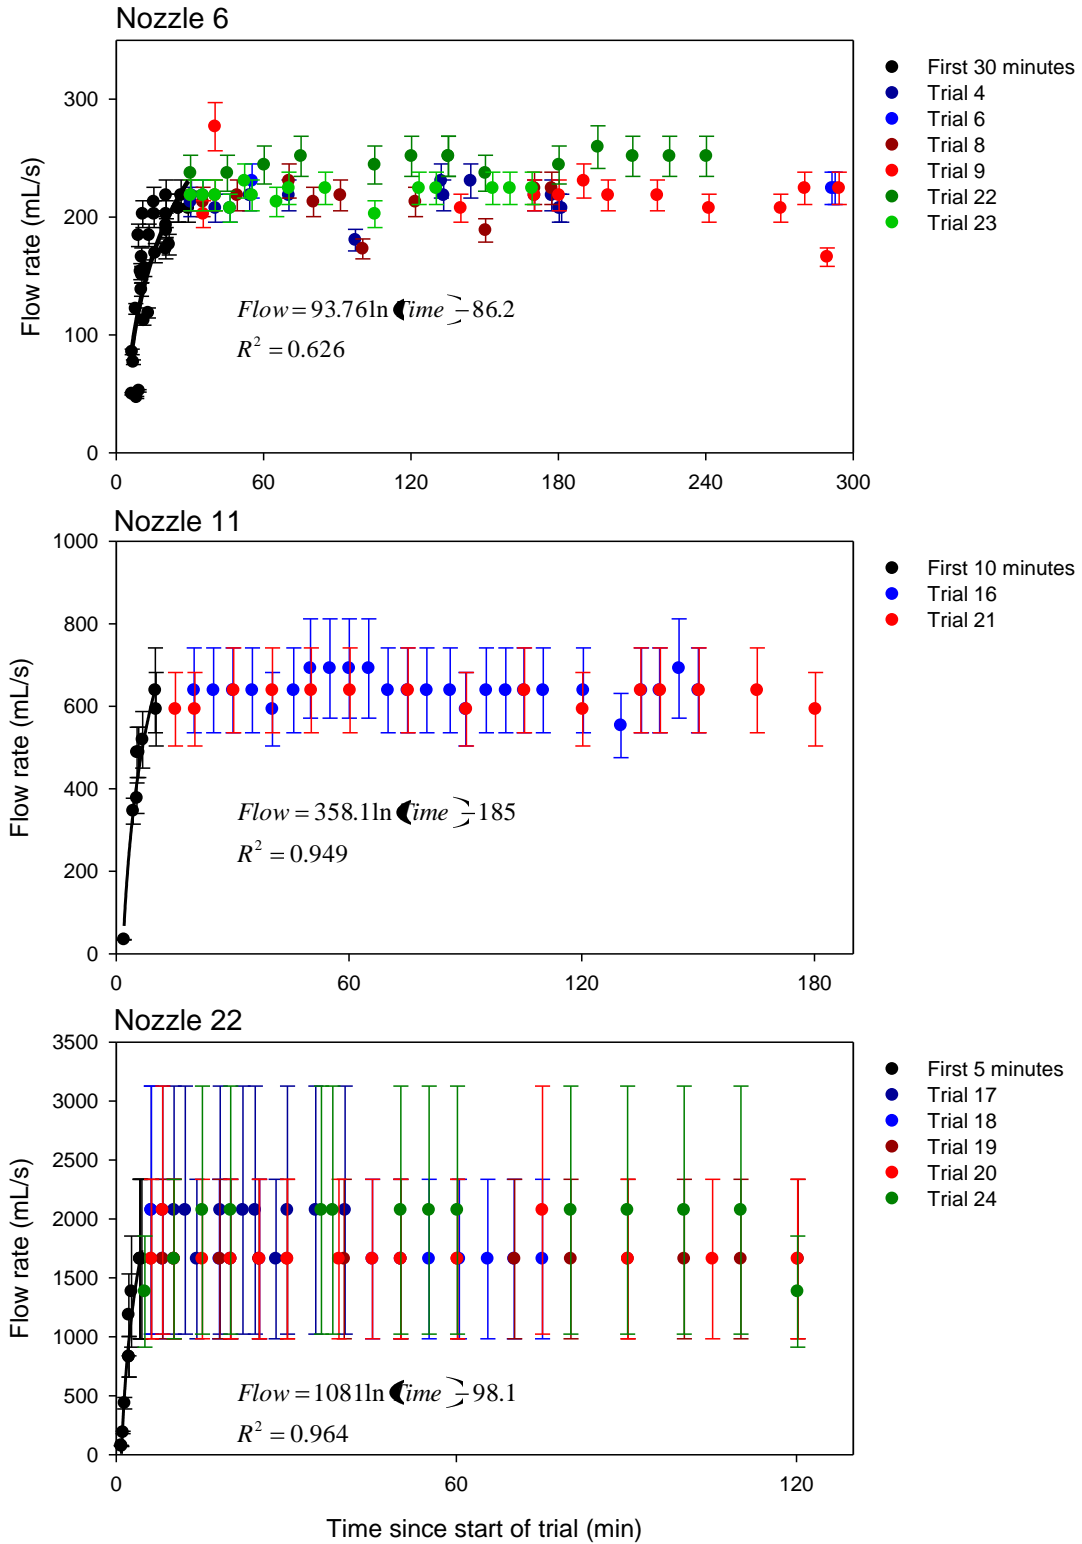 Nozzle 6
Flow rate (mL/s)
300
200
100
0
0 60 120 180 240 300
Flow = 93.76ln(Time) - 86.2
R² = 0.626
First 30 minutes
Trial 4
Trial 6
Trial 8
Trial 9
Trial 22
Trial 23
Nozzle 11
Flow rate (mL/s)
1000
800
600
400
200
0
0 60 120 180
Flow = 358.1ln(Time) - 185
R² = 0.949
First 10 minutes
Trial 16
Trial 21
Nozzle 22
Flow rate (mL/s)
3500
3000
2500
2000
1500
1000
500
0
0 60 120
Flow = 1081ln(Time) - 98.1
R² = 0.964
First 5 minutes
Trial 17
Trial 18
Trial 19
Trial 20
Trial 24
Time since start of trial (min)